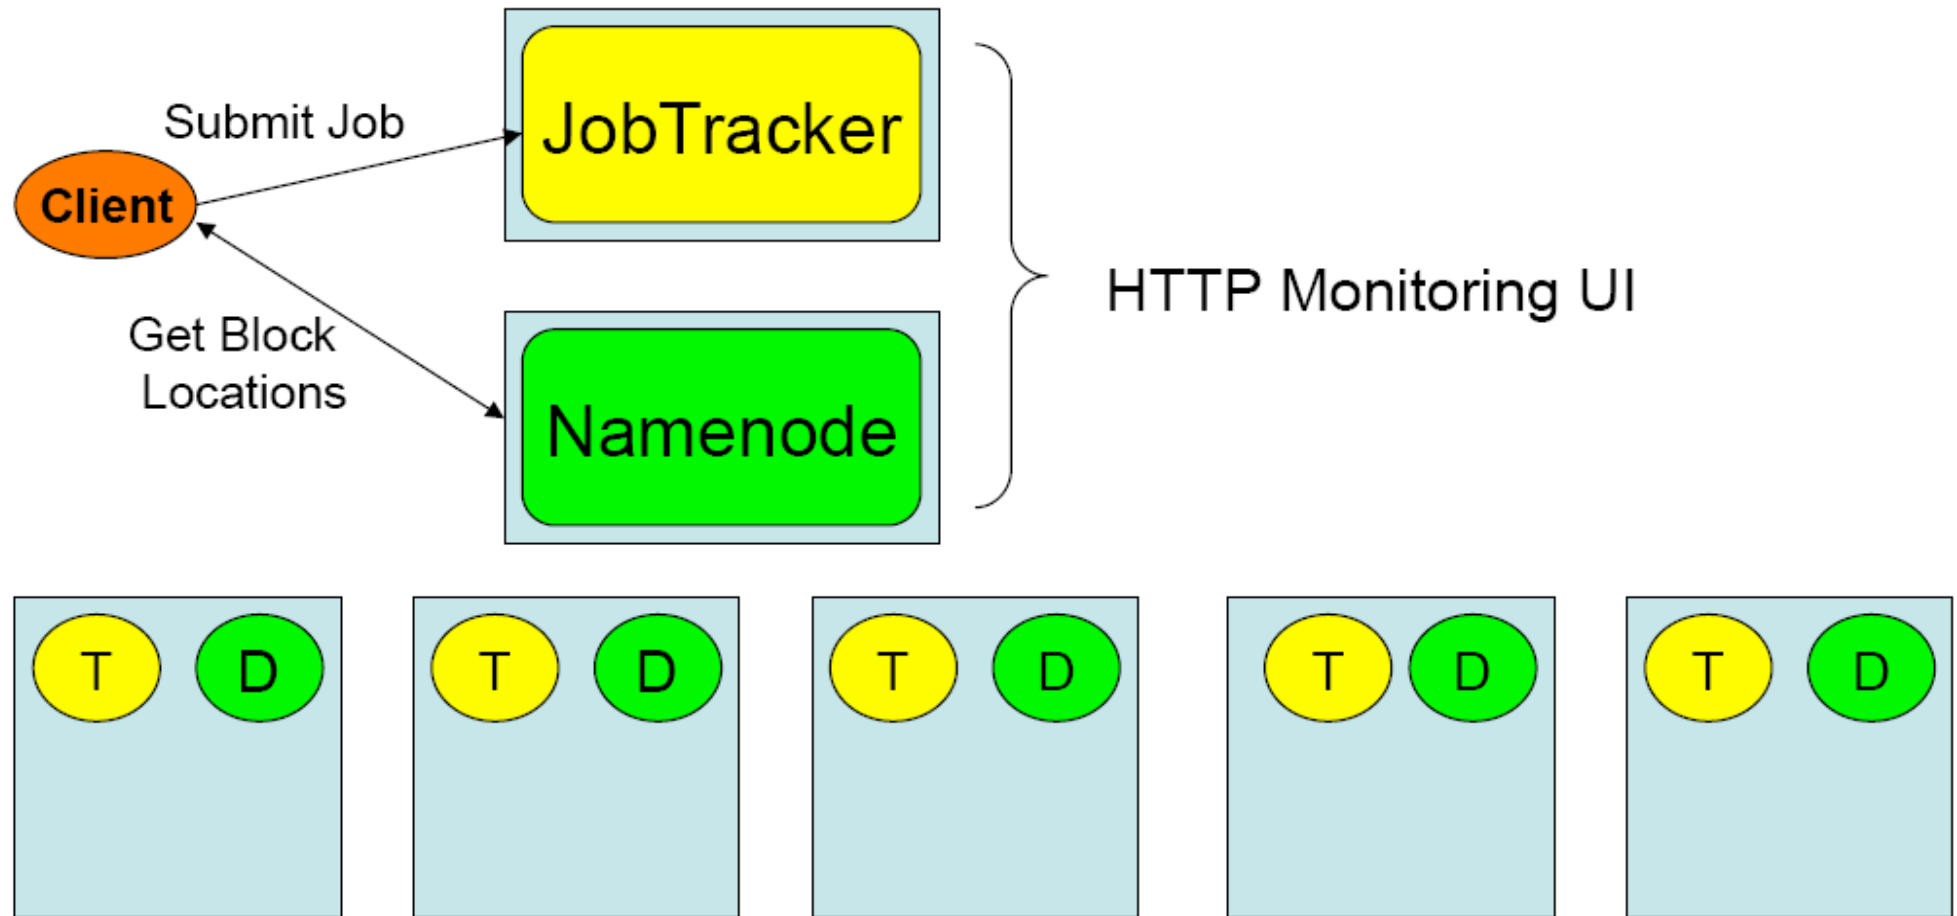 Submit Job
JobTracker
Client
HTTP Monitoring UI
Get Block
Locations
Namenode
T D T D T D T D T D